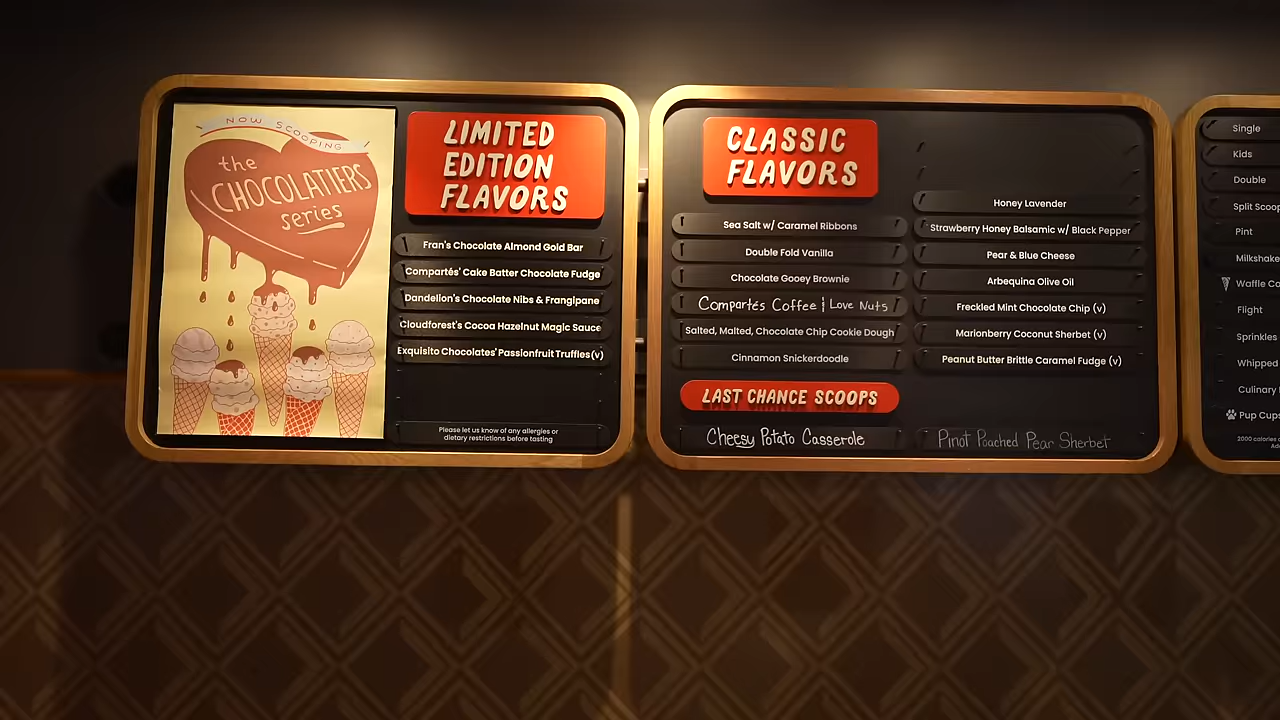 NOW SCOOPING
the
CHOCOLATIERS
series
LIMITED
EDITION
FLAVORS
Fran's Chocolate Almond Gold Bar
Compartés' Cake Batter Chocolate Fudge
Dandelion's Chocolate Nibs & Frangipane
Cloudforest's Cocoa Hazelnut Magic Sauce
Exquisito Chocolates' Passionfruit Truffles(v)
Please let us know of any allergies or
dietary restrictions before tasting
CLASSIC
FLAVORS
Sea Salt w/ Caramel Ribbons
Double Fold Vanilla
Chocolate Gooey Brownie
Compartés Coffee | Love Nuts
Salted, Malted, Chocolate Chip Cookie Dough
Cinnamon Snickerdoodle
Honey Lavender
Strawberry Honey Balsamic w/ Black Pepper
Pear & Blue Cheese
Arbequina Olive Oil
Freckled Mint Chocolate Chip (v)
Marionberry Coconut Sherbet (v)
Peanut Butter Brittle Caramel Fudge (v)
LAST CHANCE SCOOPS
Cheesy Potato Casserole
Pinot Poached Pear Sherbet
Single
Kids
Double
Split Scoop
Pint
Milkshake
Waffle Co
Flight
Sprinkles
Whipped
Culinary
Pup Cups
2000 calories